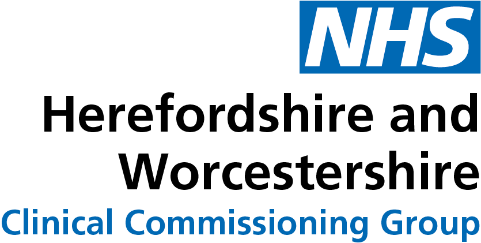 NHS
Herefordshire and
Worcestershire
Clinical Commissioning Group